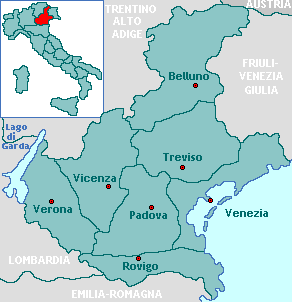 TRENTINO
ALTO
ADIGE
AUSTRIA
FRIULI-
VENEZIA
GIULIA
Belluno
Lago
di
Garda
Treviso
Vicenza
Verona
Padova
Venezia
LOMBARDIA
Rovigo
EMILIA-ROMAGNA